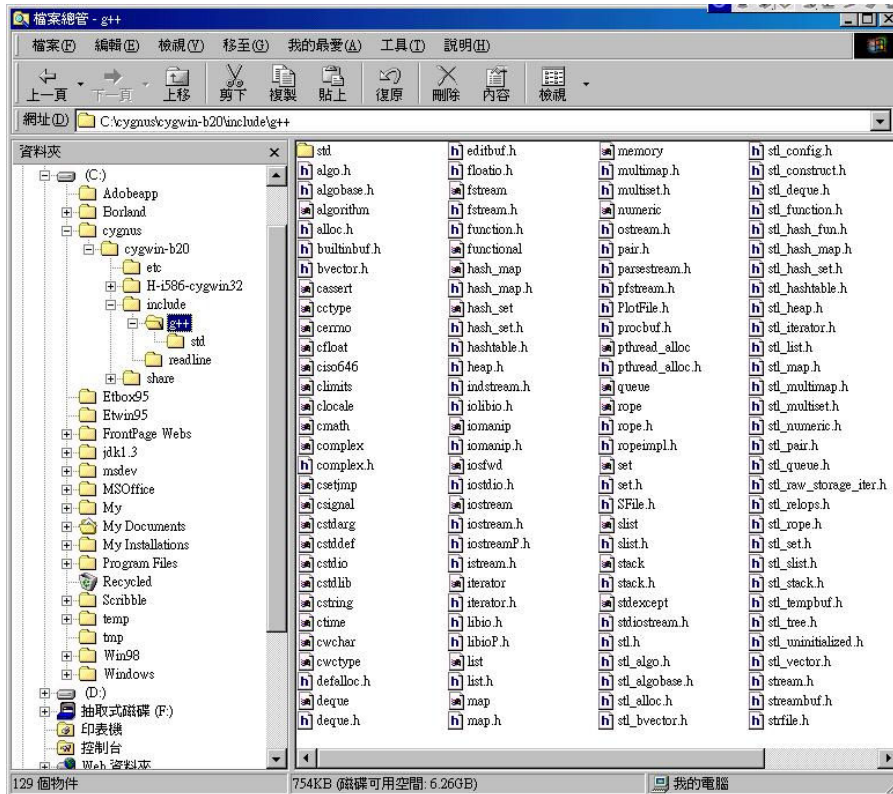 檔案總管 - g++
檔案(F) 編輯(E) 檢視(V) 移至(G) 我的最愛(A) 工具(T) 說明(H)
上一頁 下一頁 上移 剪下 複製 貼上 復原 刪除 內容 檢視
網址(D) C:\cygnus\cygwin-b20\include\g++
資料夾
(C:)
Adobeapp
Borland
cygnus
cygwin-b20
etc
H-i586-cygwin32
include
g++
std
readline
share
Etbox95
Etwin95
FrontPage Webs
jdk1.3
msdev
MSOffice
My
My Documents
My Installations
Program Files
Recycled
Scribble
temp
tmp
Win98
Windows
(D:)
抽取式磁碟 (F:)
印表機
控制台
Web 資料夾
std
algo.h
algobase.h
algorithm
alloc.h
builtinbuf.h
bvector.h
cassert
cctype
cerrno
cfloat
ciso646
climits
clocale
cmath
complex
complex.h
csetjmp
csignal
cstdarg
cstddef
cstdio
cstdlib
cstring
ctime
cwchar
cwctype
defalloc.h
deque
deque.h
editbuf.h
floatio.h
fstream
fstream.h
function.h
functional
hash_map
hash_map.h
hash_set
hash_set.h
hashtable.h
heap.h
indstream.h
iolibio.h
iomanip
iomanip.h
iosfwd
iostdio.h
iostream
iostream.h
iostreamP.h
istream.h
iterator
iterator.h
libio.h
libioP.h
list
list.h
map
map.h
memory
multimap.h
multiset.h
numeric
ostream.h
pair.h
parsestream.h
pfstream.h
PlotFile.h
procbuf.h
pthread_alloc
pthread_alloc.h
queue
rope
rope.h
ropeimpl.h
set
set.h
SFile.h
slist
slist.h
stack
stack.h
stdexcept
stdiostream.h
stl.h
stl_algo.h
stl_algobase.h
stl_alloc.h
stl_bvector.h
stl_config.h
stl_construct.h
stl_deque.h
stl_function.h
stl_hash_fun.h
stl_hash_map.h
stl_hash_set.h
stl_hashtable.h
stl_heap.h
stl_iterator.h
stl_list.h
stl_map.h
stl_multimap.h
stl_multiset.h
stl_numeric.h
stl_pair.h
stl_queue.h
stl_raw_storage_iter.h
stl_relops.h
stl_rope.h
stl_set.h
stl_slist.h
stl_stack.h
stl_tempbuf.h
stl_tree.h
stl_uninitialized.h
stl_vector.h
stream.h
streambuf.h
strfile.h
129 個物件 754KB (磁碟可用空間: 6.26GB) 我的電腦